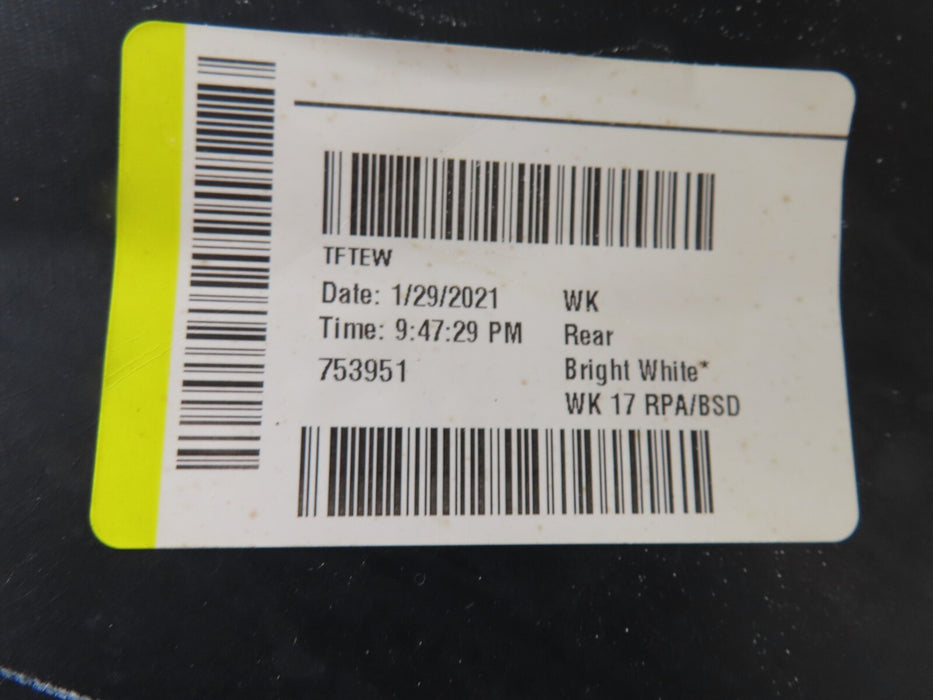 TFTEW
Date: 1/29/2021
Time: 9:47:29 PM
753951
WK
Rear
Bright White*
WK 17 RPA/BSD